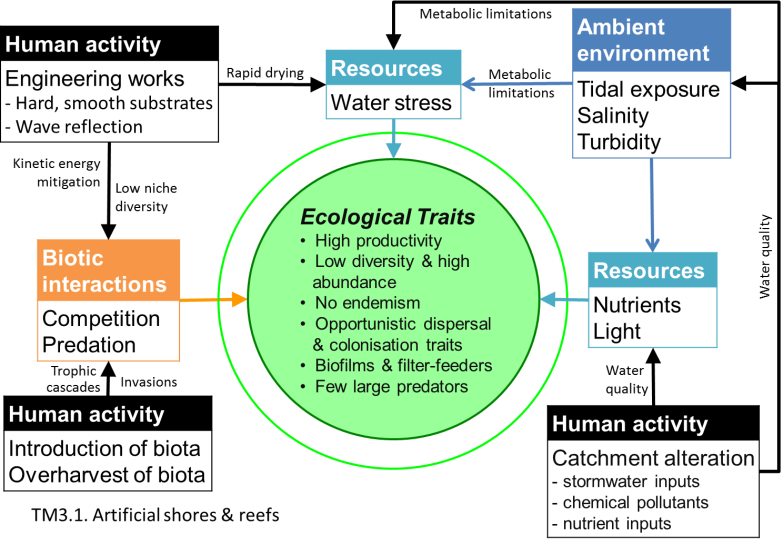 Metabolic limitations
Human activity
Engineering works
- Hard, smooth substrates
- Wave reflection
Rapid drying
Resources
Water stress
Metabolic
limitations
Ambient
environment
Tidal exposure
Salinity
Turbidity
Kinetic energy
mitigation
Low niche
diversity
Ecological Traits
• High productivity
• Low diversity & high
abundance
• No endemism
• Opportunistic dispersal
& colonisation traits
• Biofilms & filter-feeders
• Few large predators
Biotic
interactions
Competition
Predation
Resources
Nutrients
Light
Water quality
Trophic
cascades
Invasions
Water
quality
Human activity
Introduction of biota
Overharvest of biota
Human activity
Catchment alteration
- stormwater inputs
- chemical pollutants
- nutrient inputs
TM3.1. Artificial shores & reefs